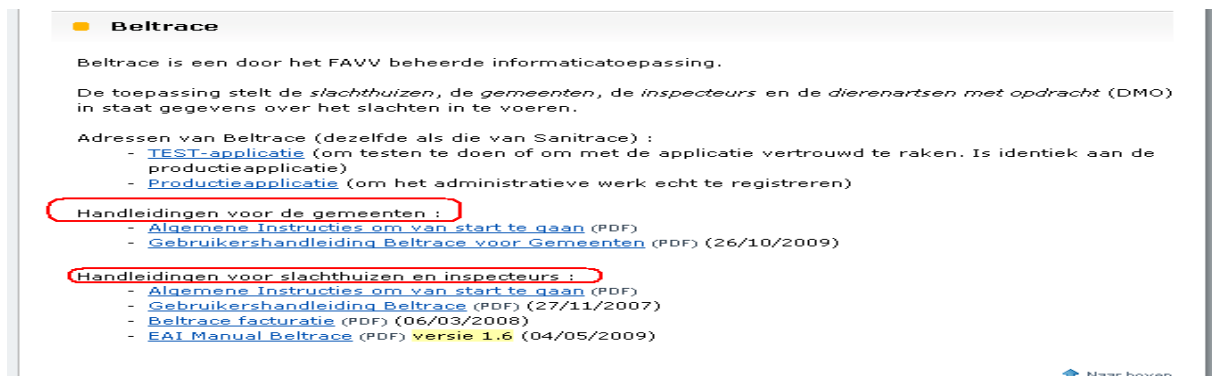 Beltrace
Beltrace is een door het FAVV beheerde informaticatoepassing.
De toepassing stelt de slachthuizen, de gemeenten, de inspecteurs en de dierenartsen met opdracht (DMO)
in staat gegevens over het slachten in te voeren.
Adressen van Beltrace (dezelfde als die van Sanitrace) :
- TEST-applicatie (om testen te doen of om met de applicatie vertrouwd te raken. Is identiek aan de
productieapplicatie)
- Productieapplicatie (om het administratieve werk echt te registreren)
Handleidingen voor de gemeenten :
- Algemene Instructies om van start te gaan (PDF)
- Gebruikershandleiding Beltrace voor Gemeenten (PDF) (26/10/2009)
Handleidingen voor slachthuizen en inspecteurs :
- Algemene Instructies om van start te gaan (PDF)
- Gebruikershandleiding Beltrace (PDF) (27/11/2007)
- Beltrace facturatie (PDF) (06/03/2008)
- EAI Manual Beltrace (PDF) versie 1.6 (04/05/2009)
Naar boven